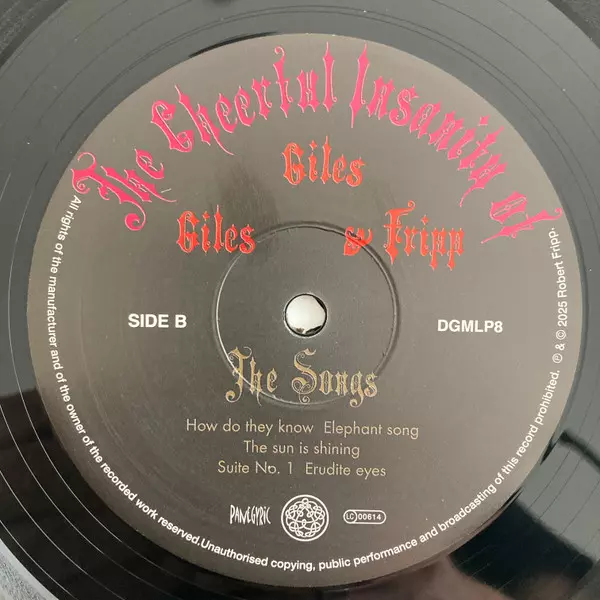 The Cheerful Insanity of
Giles
Giles & Fripp
SIDE B
DGMLP8
The Songs
How do they know  Elephant song
The sun is shining
Suite No. 1  Erudite eyes
PANEGYRIC
LC 00614
All rights of the manufacturer and of the owner of the recorded work reserved.Unauthorised copying, public performance and broadcasting of this record prohibited. ℗ & © 2025 Robert Fripp.